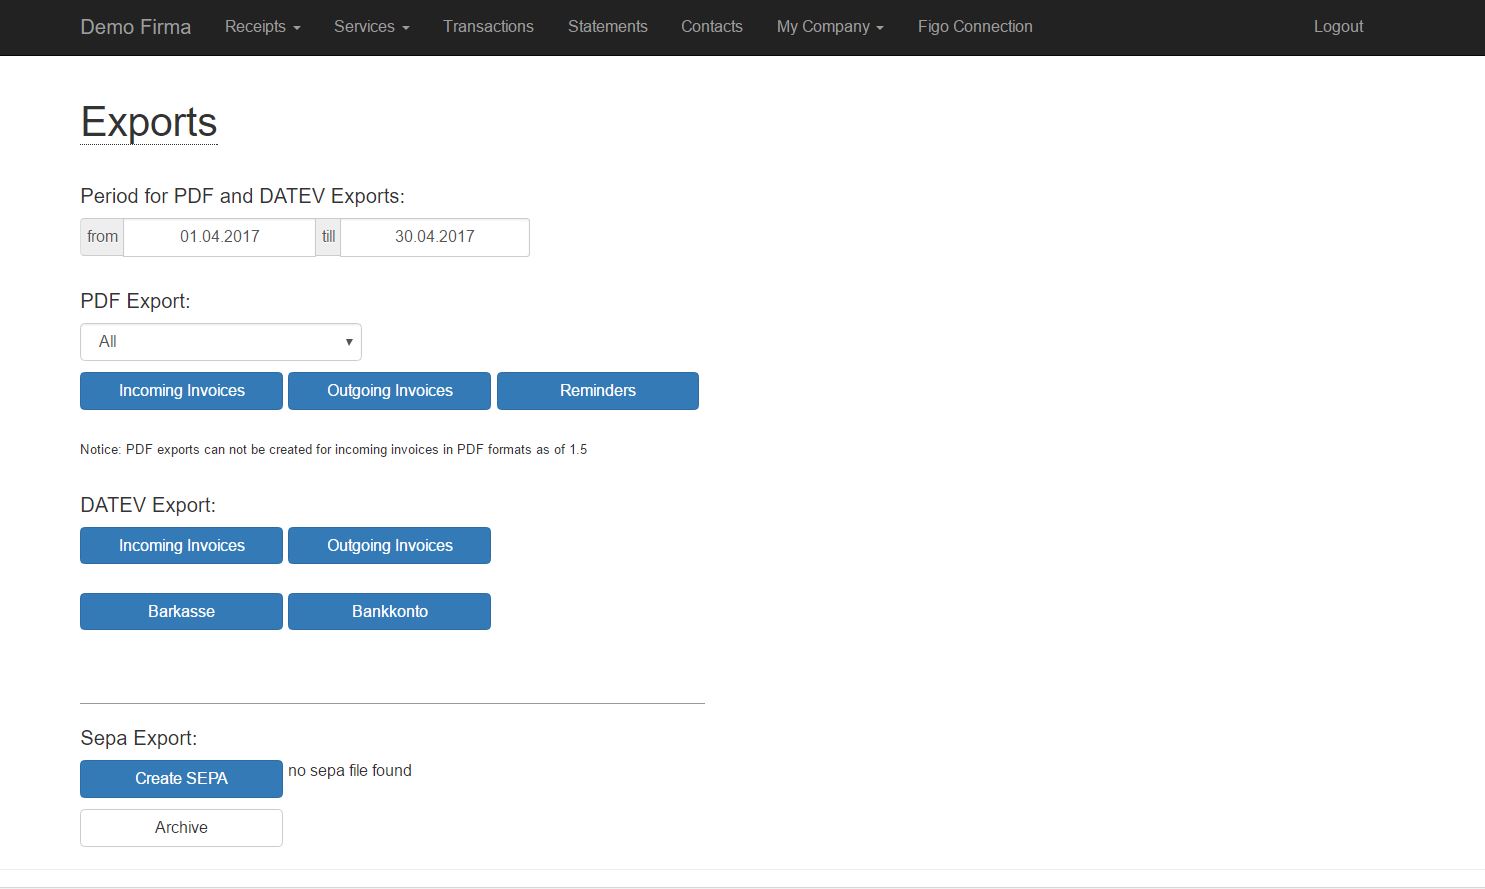 Demo Firma Receipts Services Transactions Statements Contacts My Company Figo Connection Logout
Exports
Period for PDF and DATEV Exports:
from 01.04.2017 till 30.04.2017
PDF Export:
All
Incoming Invoices Outgoing Invoices Reminders
Notice: PDF exports can not be created for incoming invoices in PDF formats as of 1.5
DATEV Export:
Incoming Invoices Outgoing Invoices
Barkasse Bankkonto
Sepa Export:
Create SEPA no sepa file found
Archive